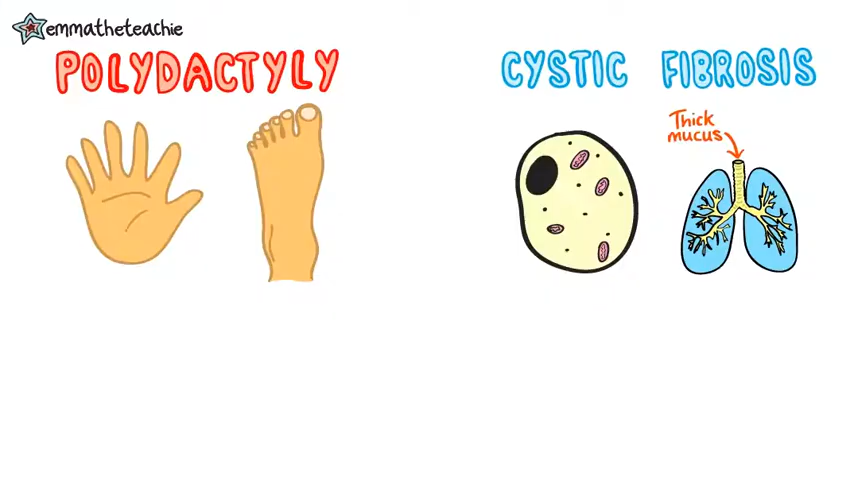 emmatheteachie
POLYDACTYLY
CYSTIC FIBROSIS
Thick
mucus